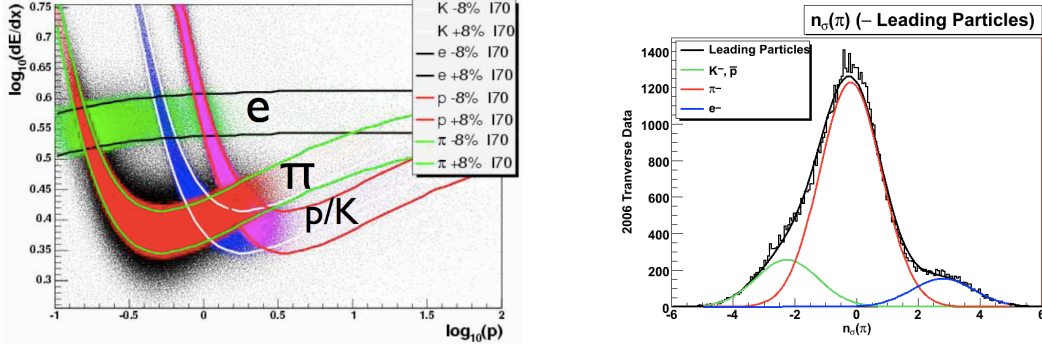 log₁₀(dE/dx)
0.75
0.7
0.65
0.6
0.55
0.5
0.45
0.4
0.35
0.3
-1
-0.5
0
0.5
1
1.5
2
log₁₀(p)
K -8% I70
K +8% I70
e -8% I70
e +8% I70
p -8% I70
p +8% I70
π -8% I70
π +8% I70
e
π
p/K
nσ(π) (– Leading Particles)
2006 Tranverse Data
1400
1200
1000
800
600
400
200
0
-6
-4
-2
0
2
4
6
nσ(π)
Leading Particles
K⁻, p̅
π⁻
e⁻